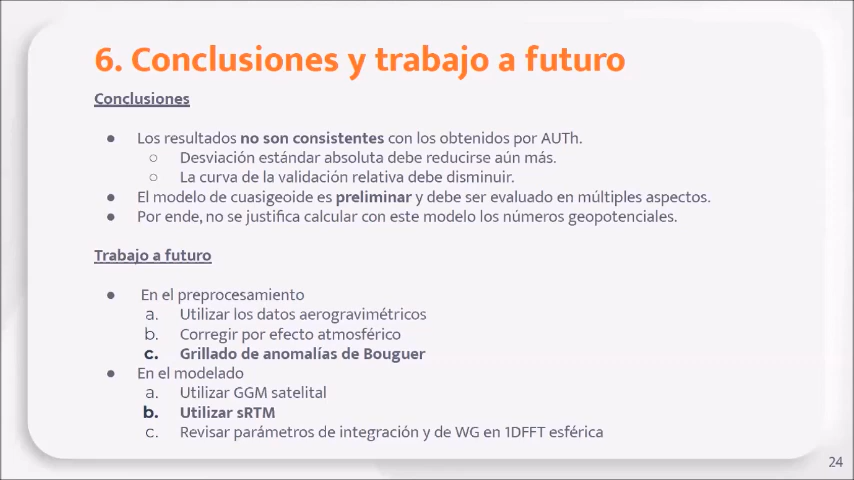 6. Conclusiones y trabajo a futuro
Conclusiones
● Los resultados no son consistentes con los obtenidos por AUTh.
○ Desviación estándar absoluta debe reducirse aún más.
○ La curva de la validación relativa debe disminuir.
● El modelo de cuasigeoide es preliminar y debe ser evaluado en múltiples aspectos.
● Por ende, no se justifica calcular con este modelo los números geopotenciales.
Trabajo a futuro
● En el preprocesamiento
a. Utilizar los datos aerogravimétricos
b. Corregir por efecto atmosférico
c. Grillado de anomalías de Bouguer
● En el modelado
a. Utilizar GGM satelital
b. Utilizar sRTM
c. Revisar parámetros de integración y de WG en 1DFFT esférica
24